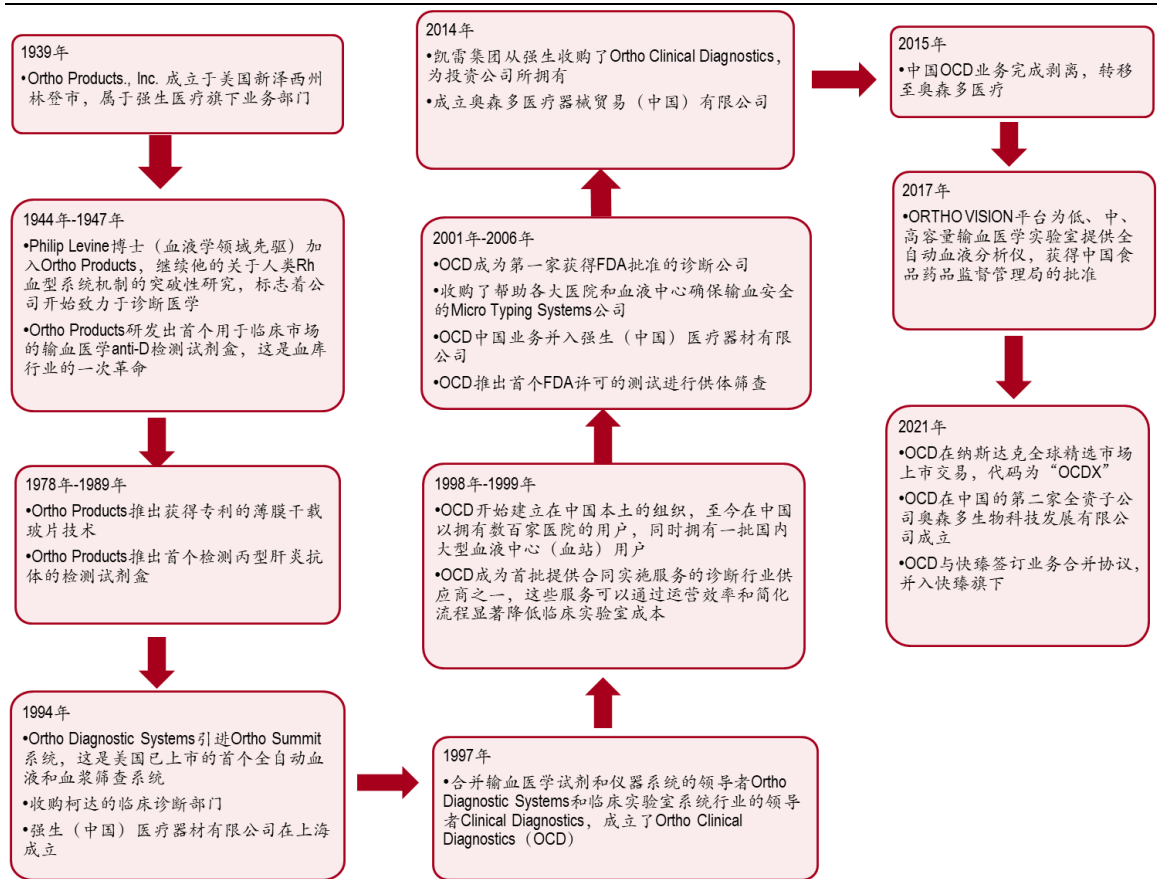 1939年
•Ortho Products., Inc. 成立于美国新泽西州
林登市，属于强生医疗旗下业务部门
1944年-1947年
•Philip Levine博士（血液学领域先驱）加
入Ortho Products，继续他的关于人类Rh
血型系统机制的突破性研究，标志着公
司开始致力于诊断医学
•Ortho Products研发出首个用于临床市场
的输血医学anti-D检测试剂盒，这是血库
行业的一次革命
1978年-1989年
•Ortho Products推出获得专利的薄膜干载
玻片技术
•Ortho Products推出首个检测丙型肝炎抗
体的检测试剂盒
1994年
•Ortho Diagnostic Systems引进Ortho Summit
系统，这是美国已上市的首个全自动血
液和血浆筛查系统
•收购柯达的临床诊断部门
•强生（中国）医疗器材有限公司在上海
成立
1997年
•合并输血医学试剂和仪器系统的领导者Ortho
Diagnostic Systems和临床实验室系统行业的领导
者Clinical Diagnostics，成立了Ortho Clinical
Diagnostics（OCD）
1998年-1999年
•OCD开始建立在中国本土的组织，至今在中国
以拥有数百家医院的用户，同时拥有一批国内
大型血液中心（血站）用户
•OCD成为首批提供合同实施服务的诊断行业供
应商之一，这些服务可以通过运营效率和简化
流程显著降低临床实验室成本
2001年-2006年
•OCD成为第一家获得FDA批准的诊断公司
•收购了帮助各大医院和血液中心确保输血安全
的Micro Typing Systems公司
•OCD中国业务并入强生（中国）医疗器材有限
公司
•OCD推出首个FDA许可的测试进行供体筛查
2014年
•凯雷集团从强生收购了Ortho Clinical Diagnostics，
为投资公司所拥有
•成立奥森多医疗器械贸易（中国）有限公司
2015年
•中国OCD业务完成剥离，转移
至奥森多医疗
2017年
•ORTHO VISION平台为低、中、
高容量输血医学实验室提供全
自动血液分析仪，获得中国食
品药品监督管理局的批准
2021年
•OCD在纳斯达克全球精选市场
上市交易，代码为“OCDX”
•OCD在中国的第二家全资子公
司奥森多生物科技发展有限公
司成立
•OCD与快臻签订业务合并协议，
并入快臻旗下